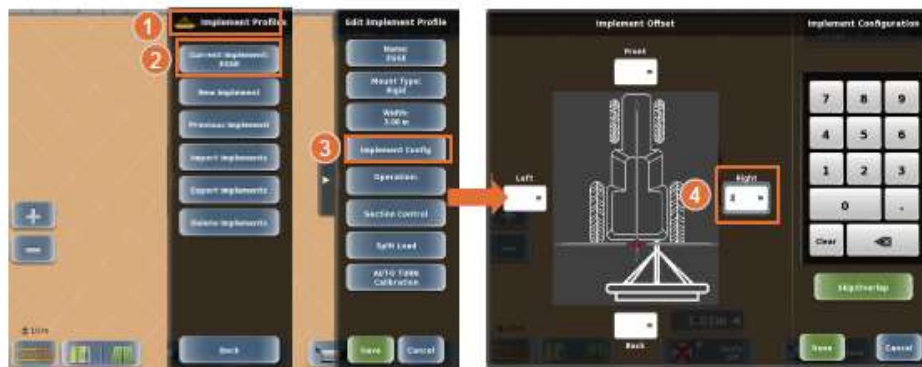 1
Implement Profiles
2
Current Implement:
New Implement
Previous Implement
Import Implements
Export Implements
Delete Implements
Back
Edit Implement Profile
Name:
Mount Type:
Rigid
Width:
3.00 m
3
Implement Config
Operation:
Section Control
Split Load
AUTO TURN
Calibration
Save
Cancel
Implement Offset
Front
Left
Right
4
Back
Implement Configuration
7
8
9
4
5
6
1
2
3
0
.
Clear
Skip/Overlap
Save
Cancel